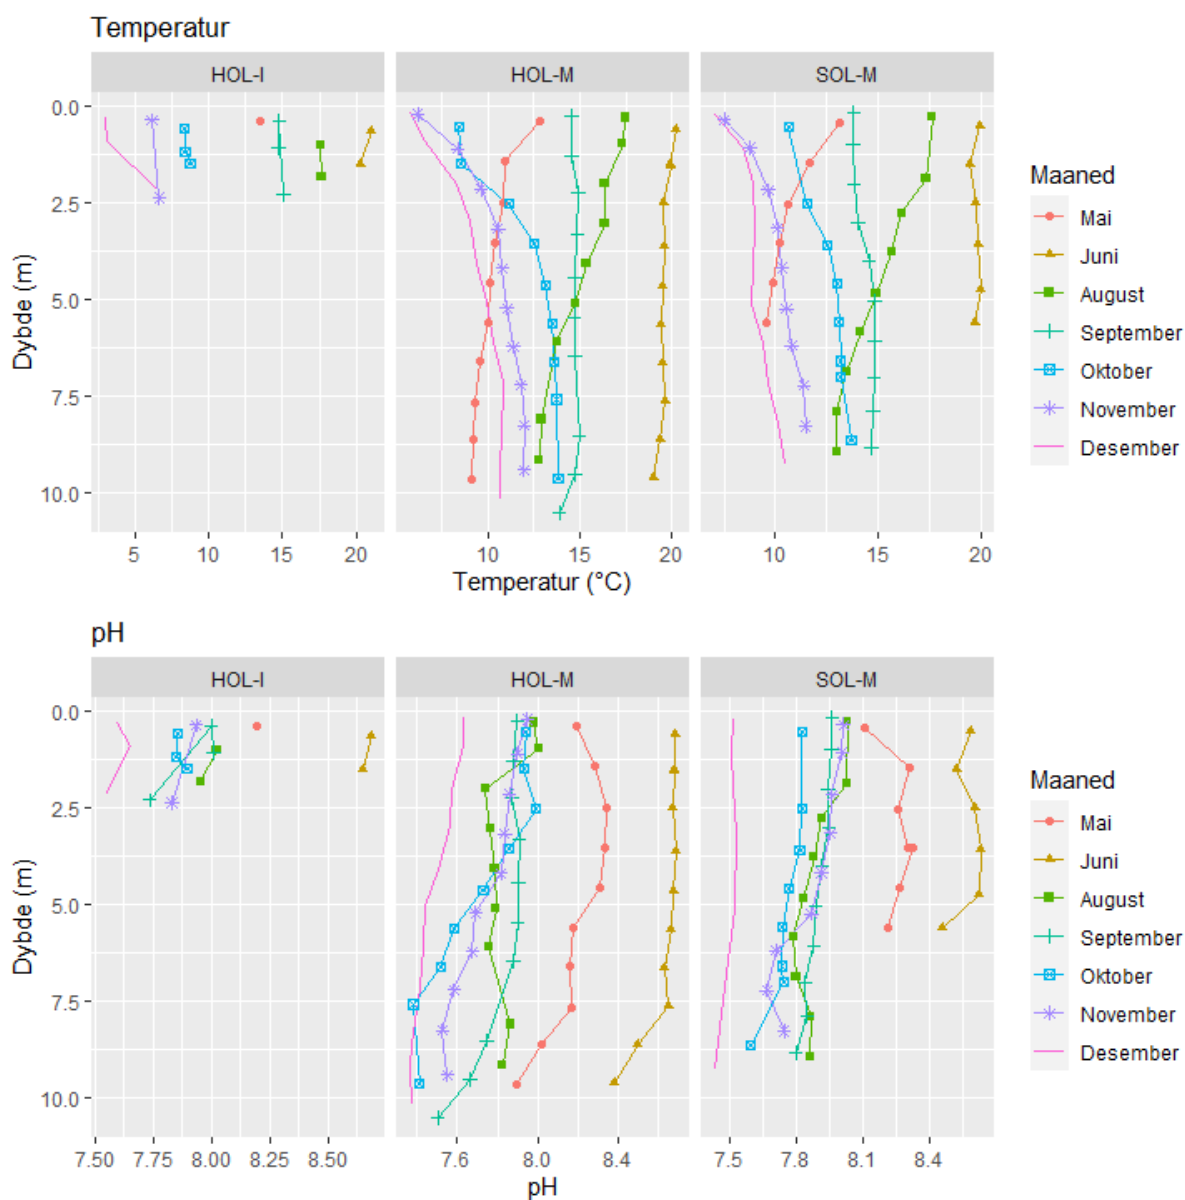 Temperatur
HOL-I HOL-M SOL-M
0.0
2.5
5.0
7.5
10.0
Dybde (m)
5 10 15 20 10 15 20 10 15 20
Temperatur (°C)
Maaned
Mai
Juni
August
September
Oktober
November
Desember
pH
HOL-I HOL-M SOL-M
0.0
2.5
5.0
7.5
10.0
Dybde (m)
7.50 7.75 8.00 8.25 8.50 7.6 8.0 8.4 7.5 7.8 8.1 8.4
pH
Maaned
Mai
Juni
August
September
Oktober
November
Desember